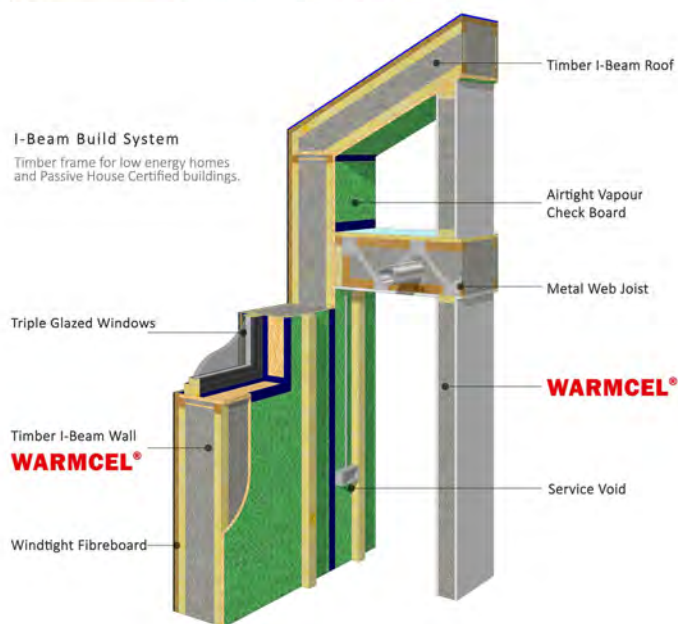 Timber I-Beam Roof
I-Beam Build System
Timber frame for low energy homes
and Passive House Certified buildings.
Airtight Vapour
Check Board
Metal Web Joist
Triple Glazed Windows
WARMCEL®
Timber I-Beam Wall
WARMCEL®
Service Void
Windtight Fibreboard